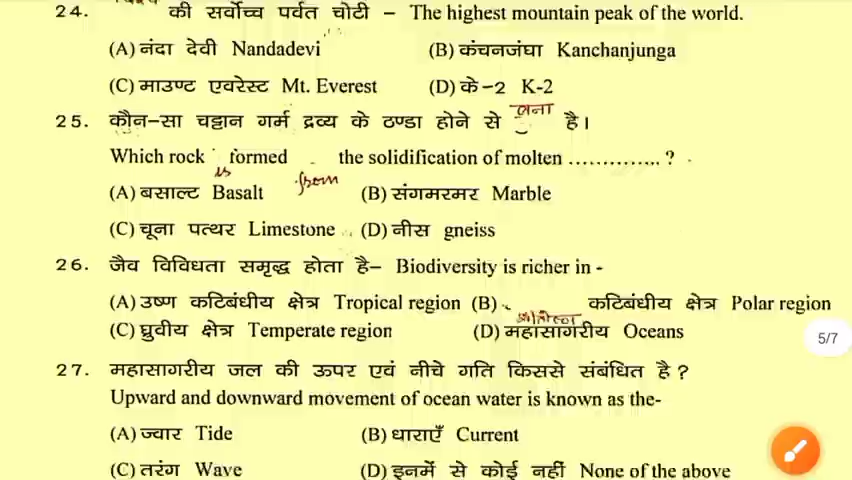 24. की सर्वोच्च पर्वत चोटी – The highest mountain peak of the world.
(A) नंदा देवी Nandadevi (B) कंचनजंघा Kanchanjunga
(C) माउण्ट एवरेस्ट Mt. Everest (D) के-2 K-2
25. कौन-सा चट्टान गर्म द्रव्य के ठण्डा होने से बना है।
Which rock is formed from the solidification of molten .............. ?
(A) बसाल्ट Basalt (B) संगमरमर Marble
(C) चूना पत्थर Limestone (D) नीस gneiss
26. जैव विविधता समृद्ध होता है– Biodiversity is richer in -
(A) उष्ण कटिबंधीय क्षेत्र Tropical region (B) कटिबंधीय क्षेत्र Polar region
(C) ध्रुवीय क्षेत्र Temperate region (D) महासागरीय Oceans
27. महासागरीय जल की ऊपर एवं नीचे गति किससे संबंधित है ?
Upward and downward movement of ocean water is known as the-
(A) ज्वार Tide (B) धाराएँ Current
(C) तरंग Wave (D) इनमें से कोई नहीं None of the above
5/7